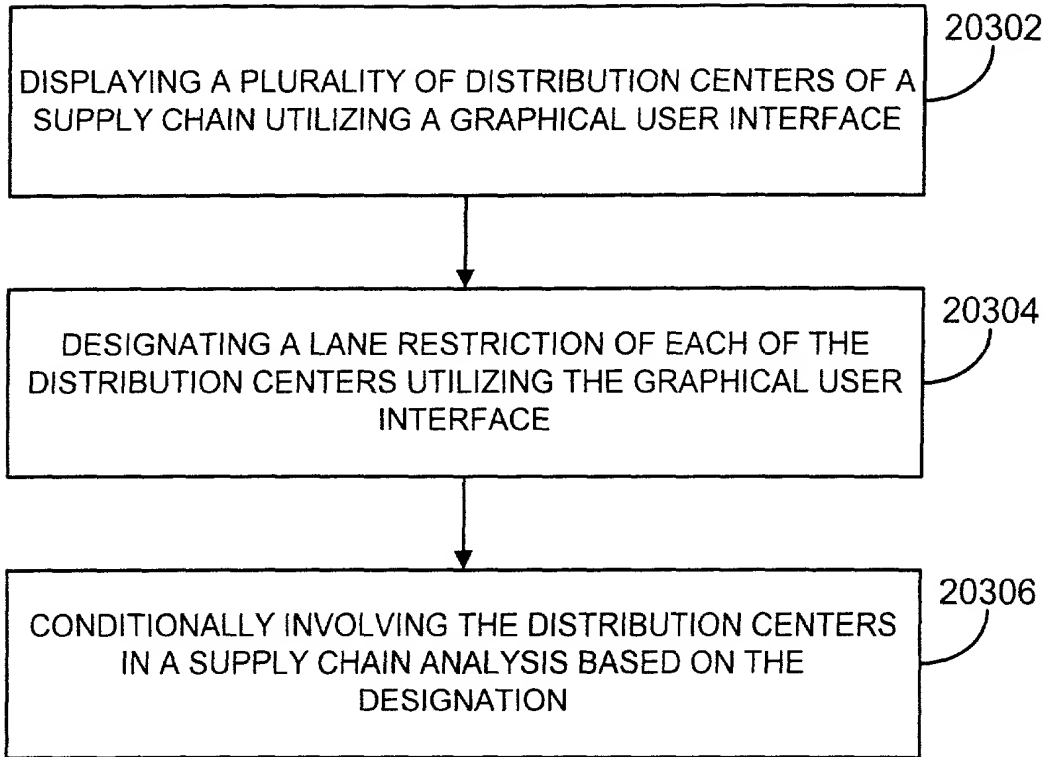 20302
DISPLAYING A PLURALITY OF DISTRIBUTION CENTERS OF A
SUPPLY CHAIN UTILIZING A GRAPHICAL USER INTERFACE
20304
DESIGNATING A LANE RESTRICTION OF EACH OF THE
DISTRIBUTION CENTERS UTILIZING THE GRAPHICAL USER
INTERFACE
20306
CONDITIONALLY INVOLVING THE DISTRIBUTION CENTERS
IN A SUPPLY CHAIN ANALYSIS BASED ON THE
DESIGNATION